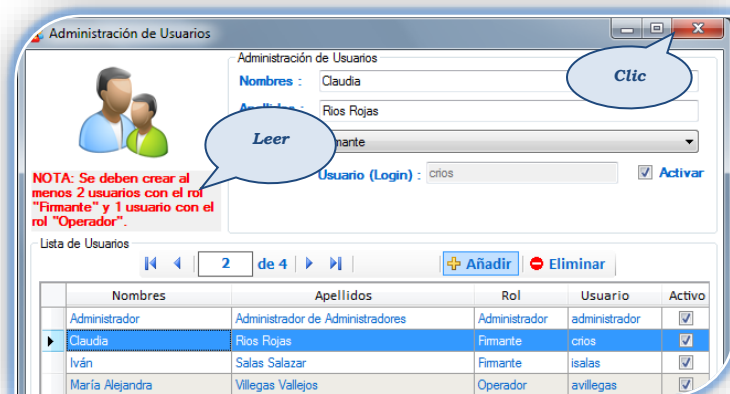 Administración de Usuarios
Administración de Usuarios
Nombres : Claudia
Clic
Rios Rojas
Leer
Usuario (Login) : crios Activar
NOTA: Se deben crear al
menos 2 usuarios con el rol
"Firmante" y 1 usuario con el
rol "Operador".
Lista de Usuarios
2 de 4 Añadir Eliminar
Nombres Apellidos Rol Usuario Activo
Administrador Administrador de Administradores Administrador administrador
Claudia Rios Rojas Firmante crios
Iván Salas Salazar Firmante isalas
María Alejandra Villegas Vallejos Operador avillegas